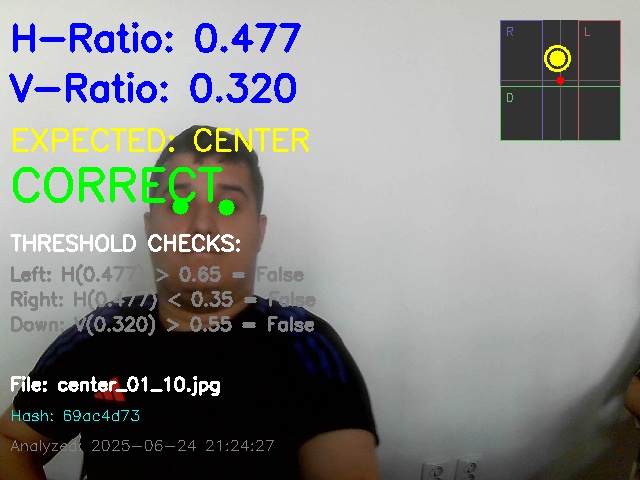 H-Ratio: 0.477
V-Ratio: 0.320
R
L
D
EXPECTED: CENTER
CORRECT
THRESHOLD CHECKS:
Left: H(0.477) > 0.65 = False
Right: H(0.477) < 0.35 = False
Down: V(0.320) > 0.55 = False
File: center_01_10.jpg
Hash: 69ac4d73
Analyzed: 2025-06-24 21:24:27